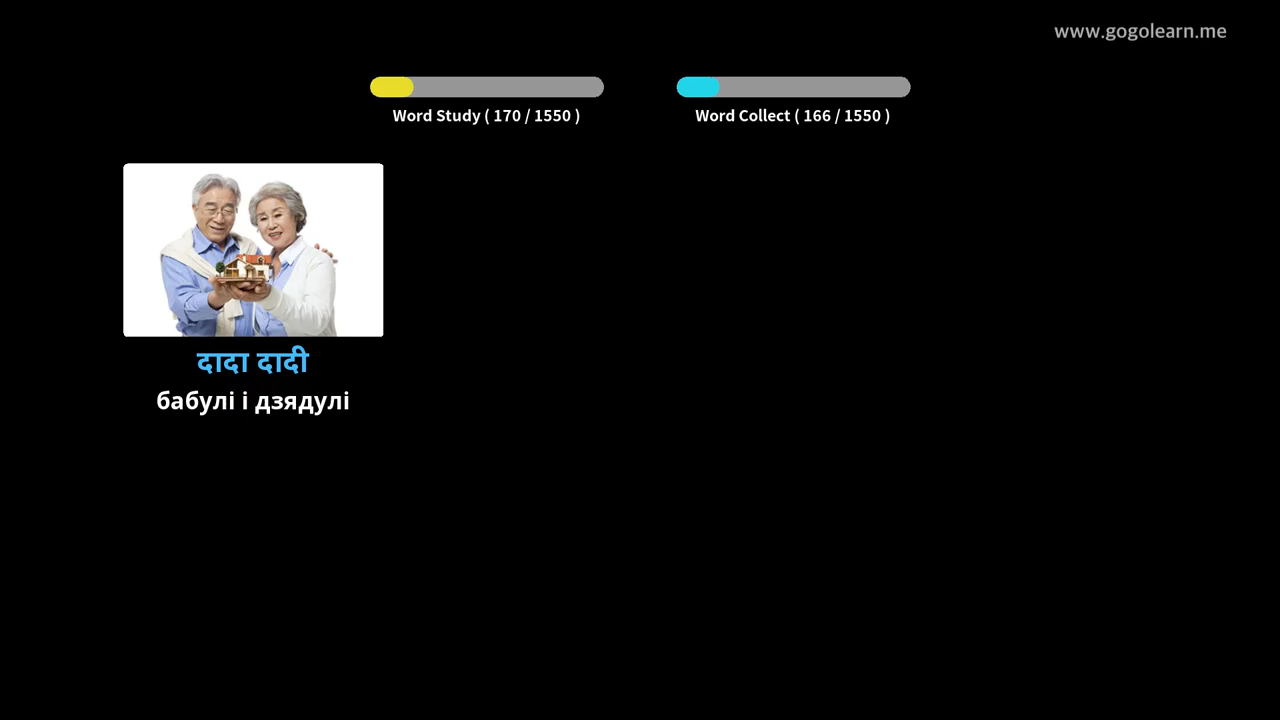 www.gogolearn.me
Word Study ( 170 / 1550 )
Word Collect ( 166 / 1550 )
दादा दादी
бабулі і дзядулі